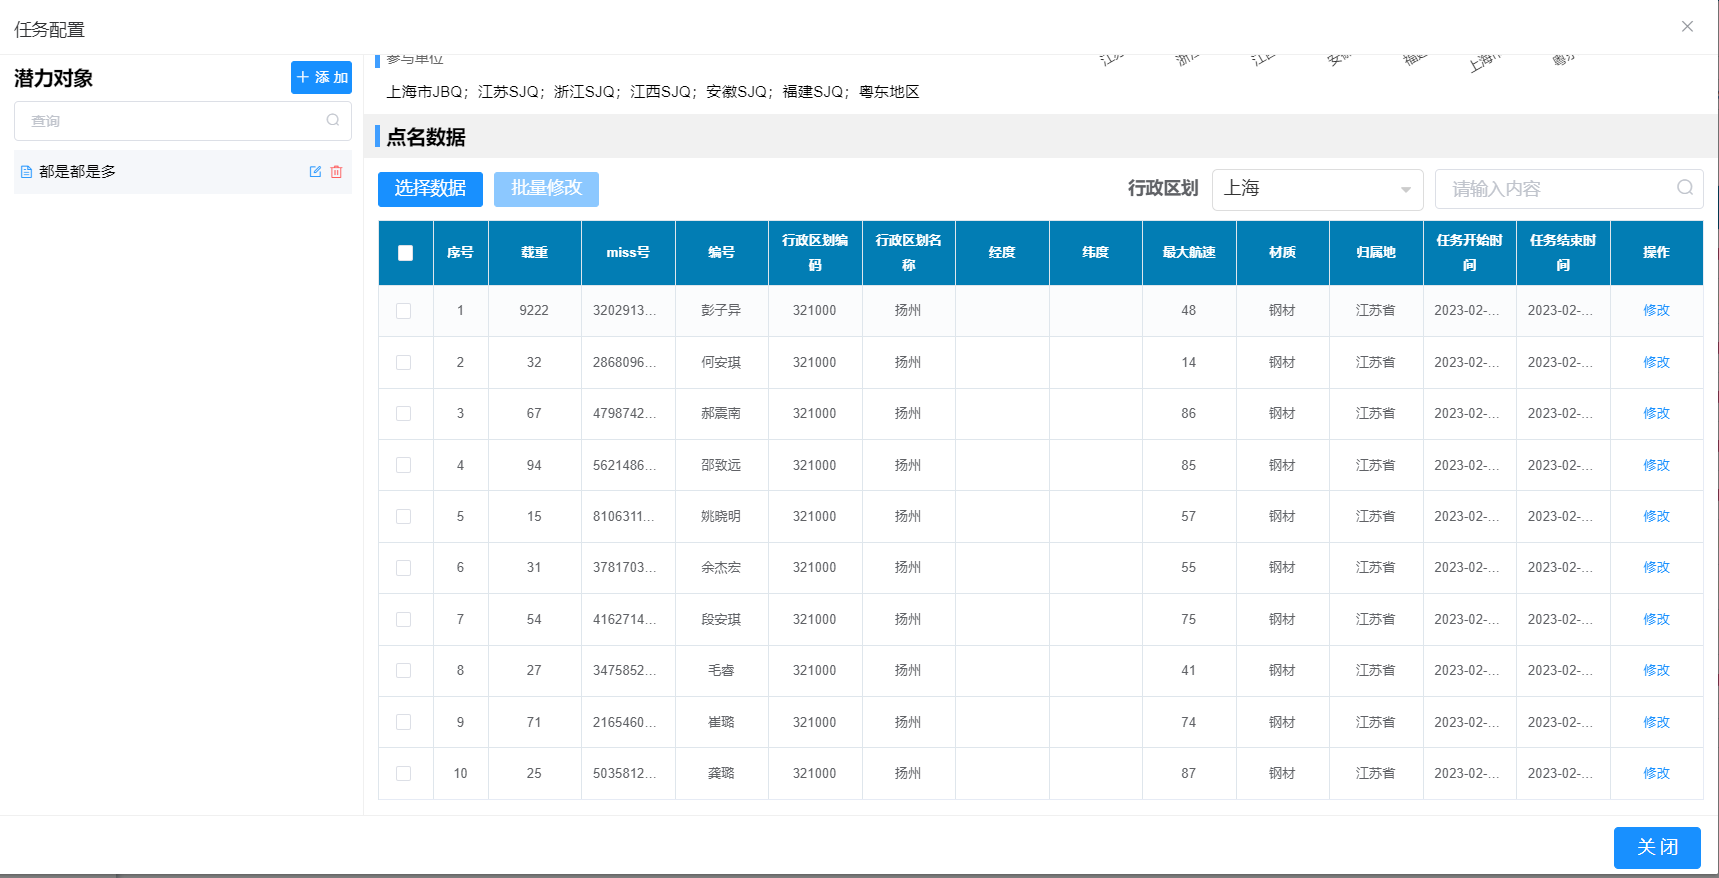 任务配置
潜力对象
添加
查询
都是都是多
参与单位
上海市JBQ；江苏SJQ；浙江SJQ；江西SJQ；安徽SJQ；福建SJQ；粤东地区
点名数据
选择数据 批量修改 行政区划 上海 请输入内容
序号 载重 miss号 编号 行政区划编码 行政区划名称 经度 纬度 最大航速 材质 归属地 任务开始时间 任务结束时间 操作
1 9222 3202913... 彭子异 321000 扬州 48 钢材 江苏省 2023-02-... 2023-02-... 修改
2 32 2868096... 何安琪 321000 扬州 14 钢材 江苏省 2023-02-... 2023-02-... 修改
3 67 4798742... 郝震南 321000 扬州 86 钢材 江苏省 2023-02-... 2023-02-... 修改
4 94 5621486... 邵致远 321000 扬州 85 钢材 江苏省 2023-02-... 2023-02-... 修改
5 15 8106311... 姚晓明 321000 扬州 57 钢材 江苏省 2023-02-... 2023-02-... 修改
6 31 3781703... 余杰宏 321000 扬州 55 钢材 江苏省 2023-02-... 2023-02-... 修改
7 54 4162714... 段安琪 321000 扬州 75 钢材 江苏省 2023-02-... 2023-02-... 修改
8 27 3475852... 毛睿 321000 扬州 41 钢材 江苏省 2023-02-... 2023-02-... 修改
9 71 2165460... 崔璐 321000 扬州 74 钢材 江苏省 2023-02-... 2023-02-... 修改
10 25 5035812... 龚璐 321000 扬州 87 钢材 江苏省 2023-02-... 2023-02-... 修改
关闭